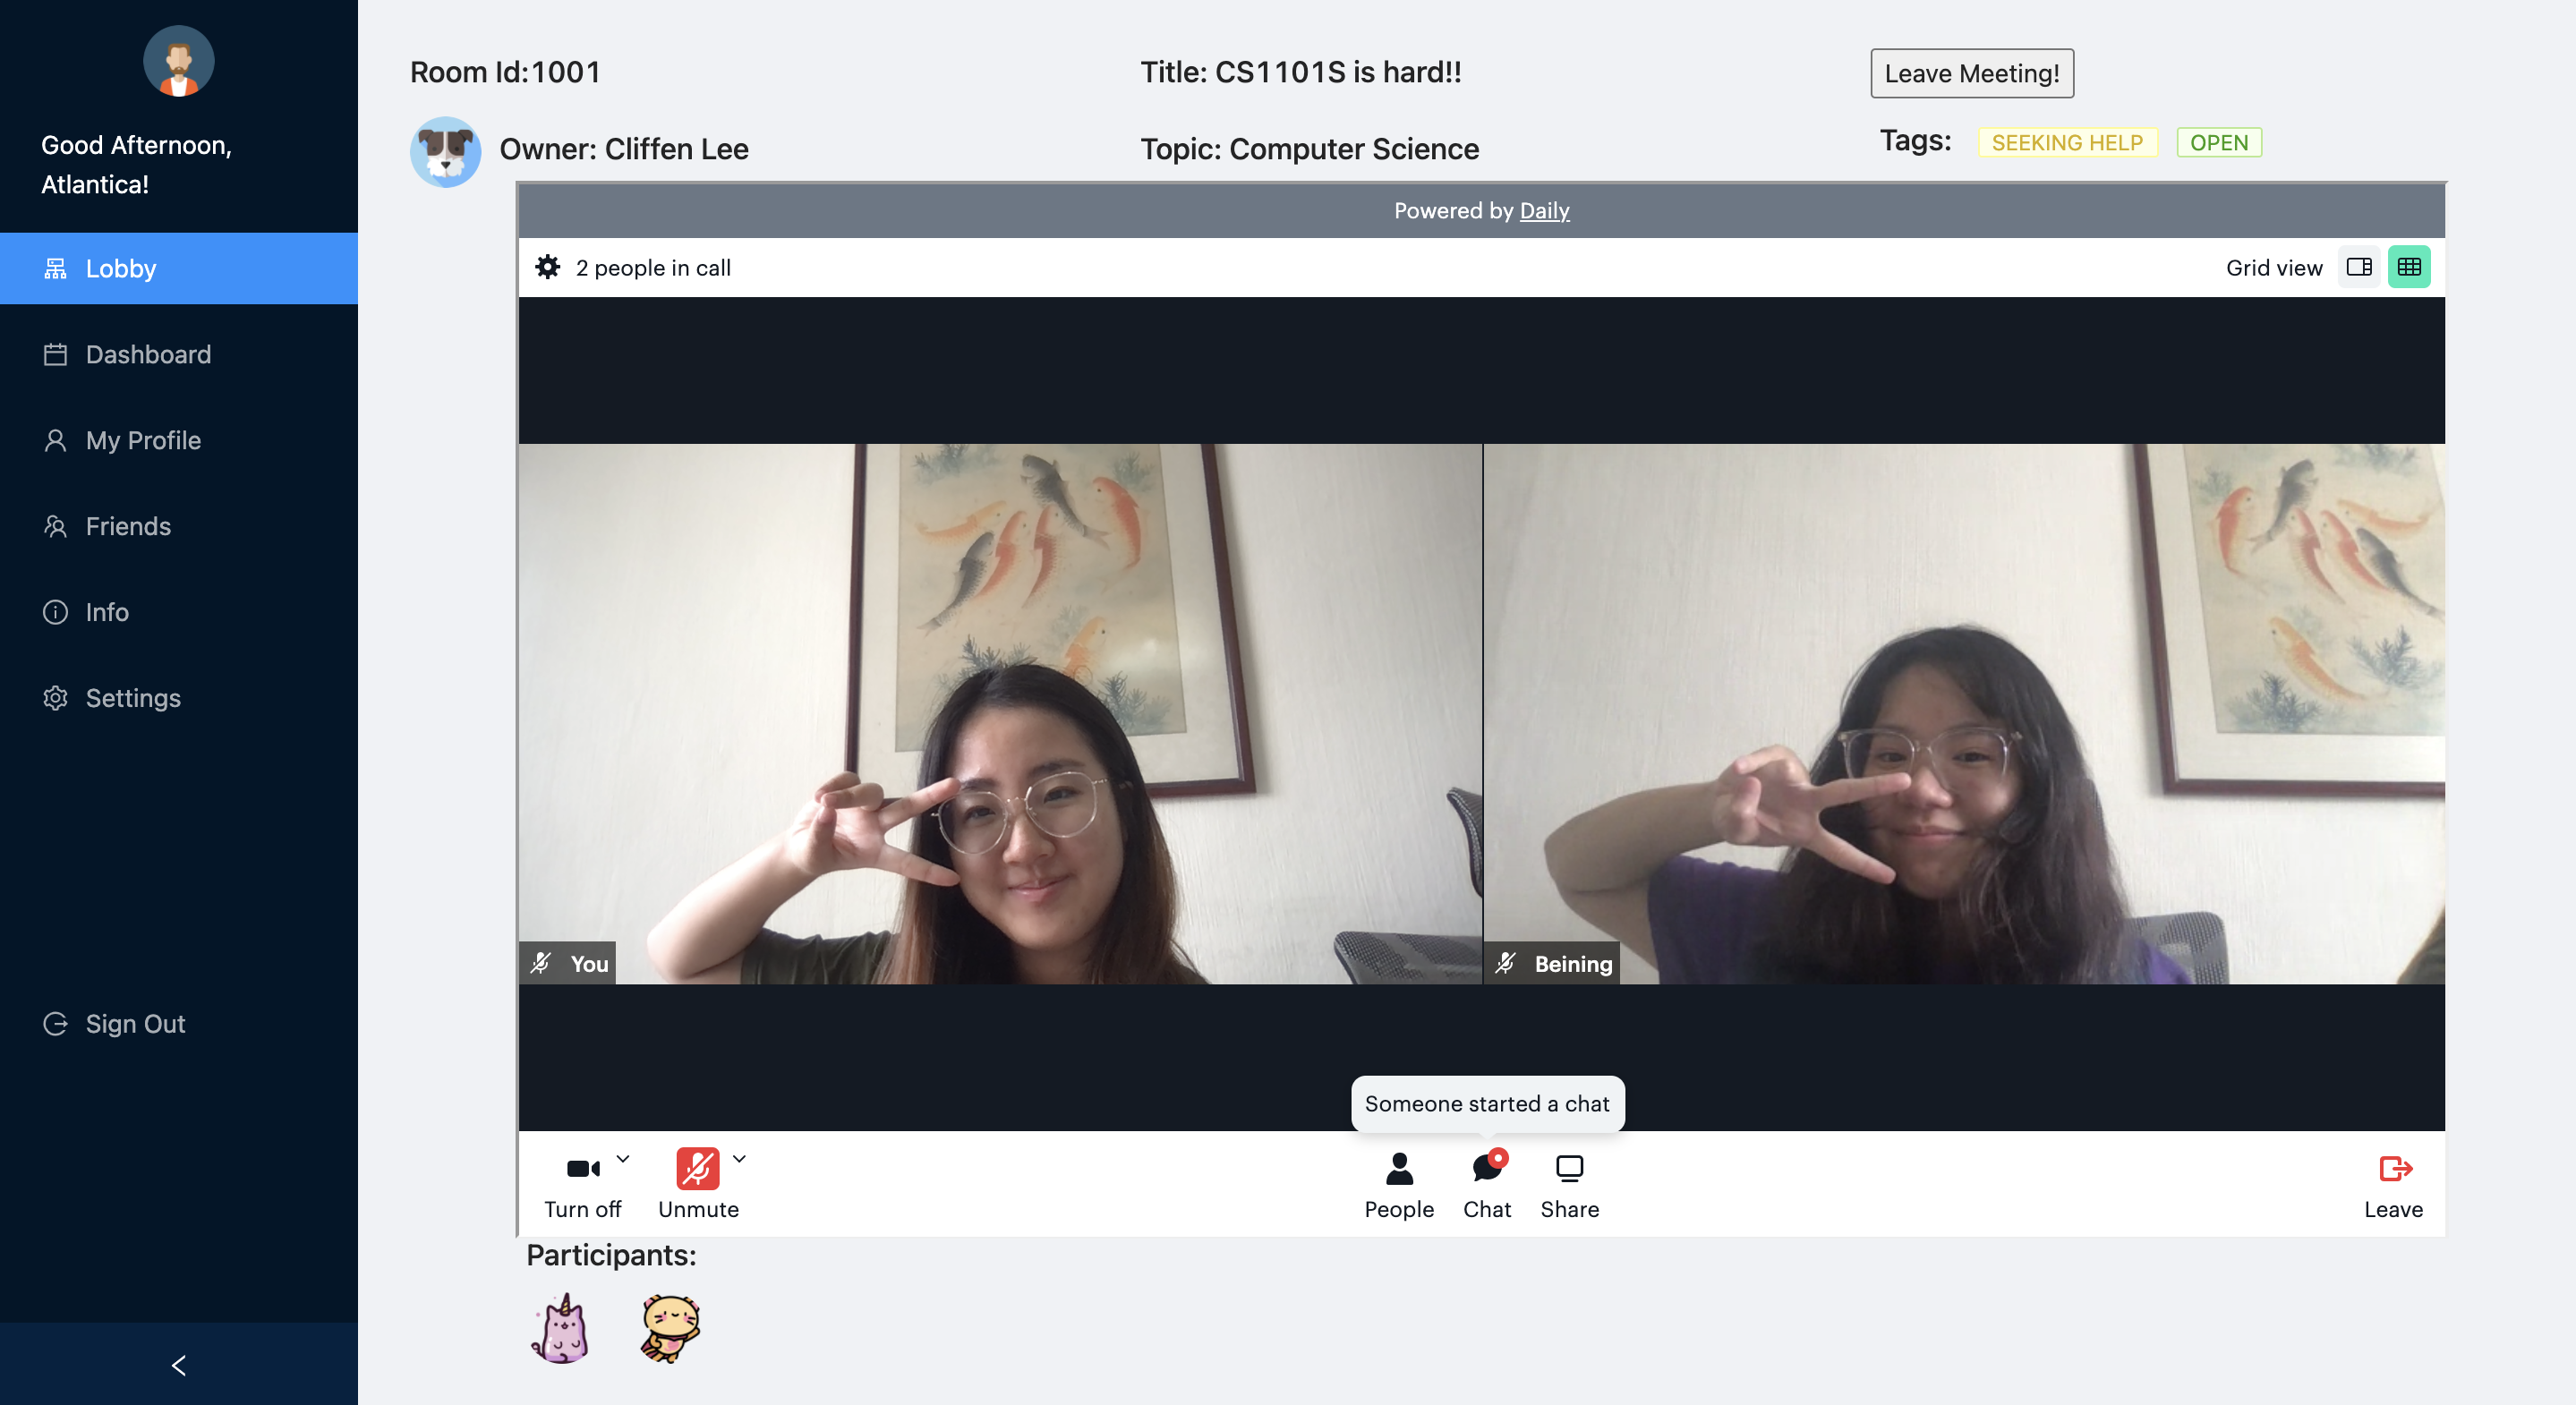 Good Afternoon,
Atlantica!
Lobby
Dashboard
My Profile
Friends
Info
Settings
Sign Out
Room Id:1001
Title: CS1101S is hard!!
Leave Meeting!
Owner: Cliffen Lee
Topic: Computer Science
Tags: SEEKING HELP OPEN
Powered by Daily
2 people in call
Grid view
You
Beining
Someone started a chat
Turn off
Unmute
People
Chat
Share
Leave
Participants: